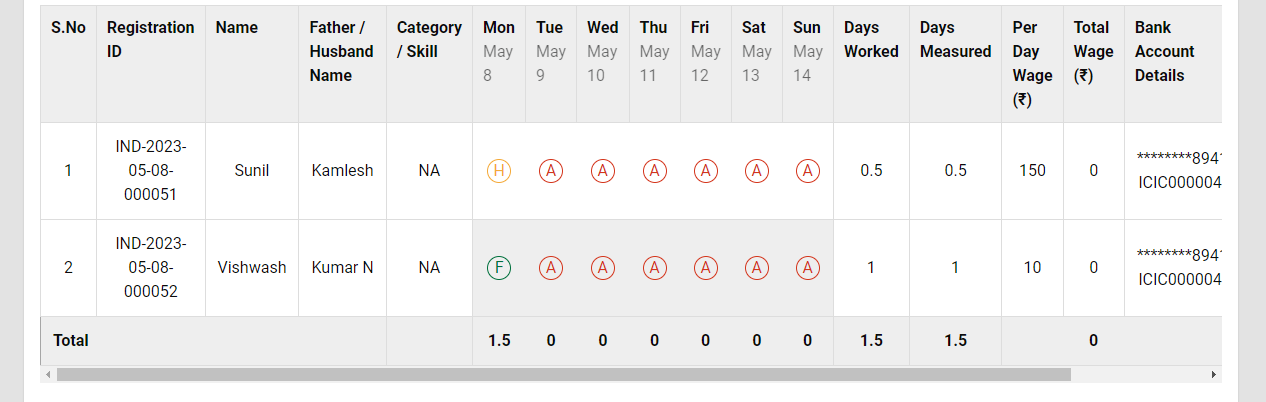 S.No Registration ID Name Father / Husband Name Category / Skill Mon May 8 Tue May 9 Wed May 10 Thu May 11 Fri May 12 Sat May 13 Sun May 14 Days Worked Days Measured Per Day Wage (₹) Total Wage (₹) Bank Account Details
1 IND-2023-05-08-000051 Sunil Kamlesh NA H A A A A A A 0.5 0.5 150 0 ********8941 ICIC000004
2 IND-2023-05-08-000052 Vishwash Kumar N NA F A A A A A A 1 1 10 0 ********8941 ICIC000004
Total 1.5 0 0 0 0 0 0 1.5 1.5 0